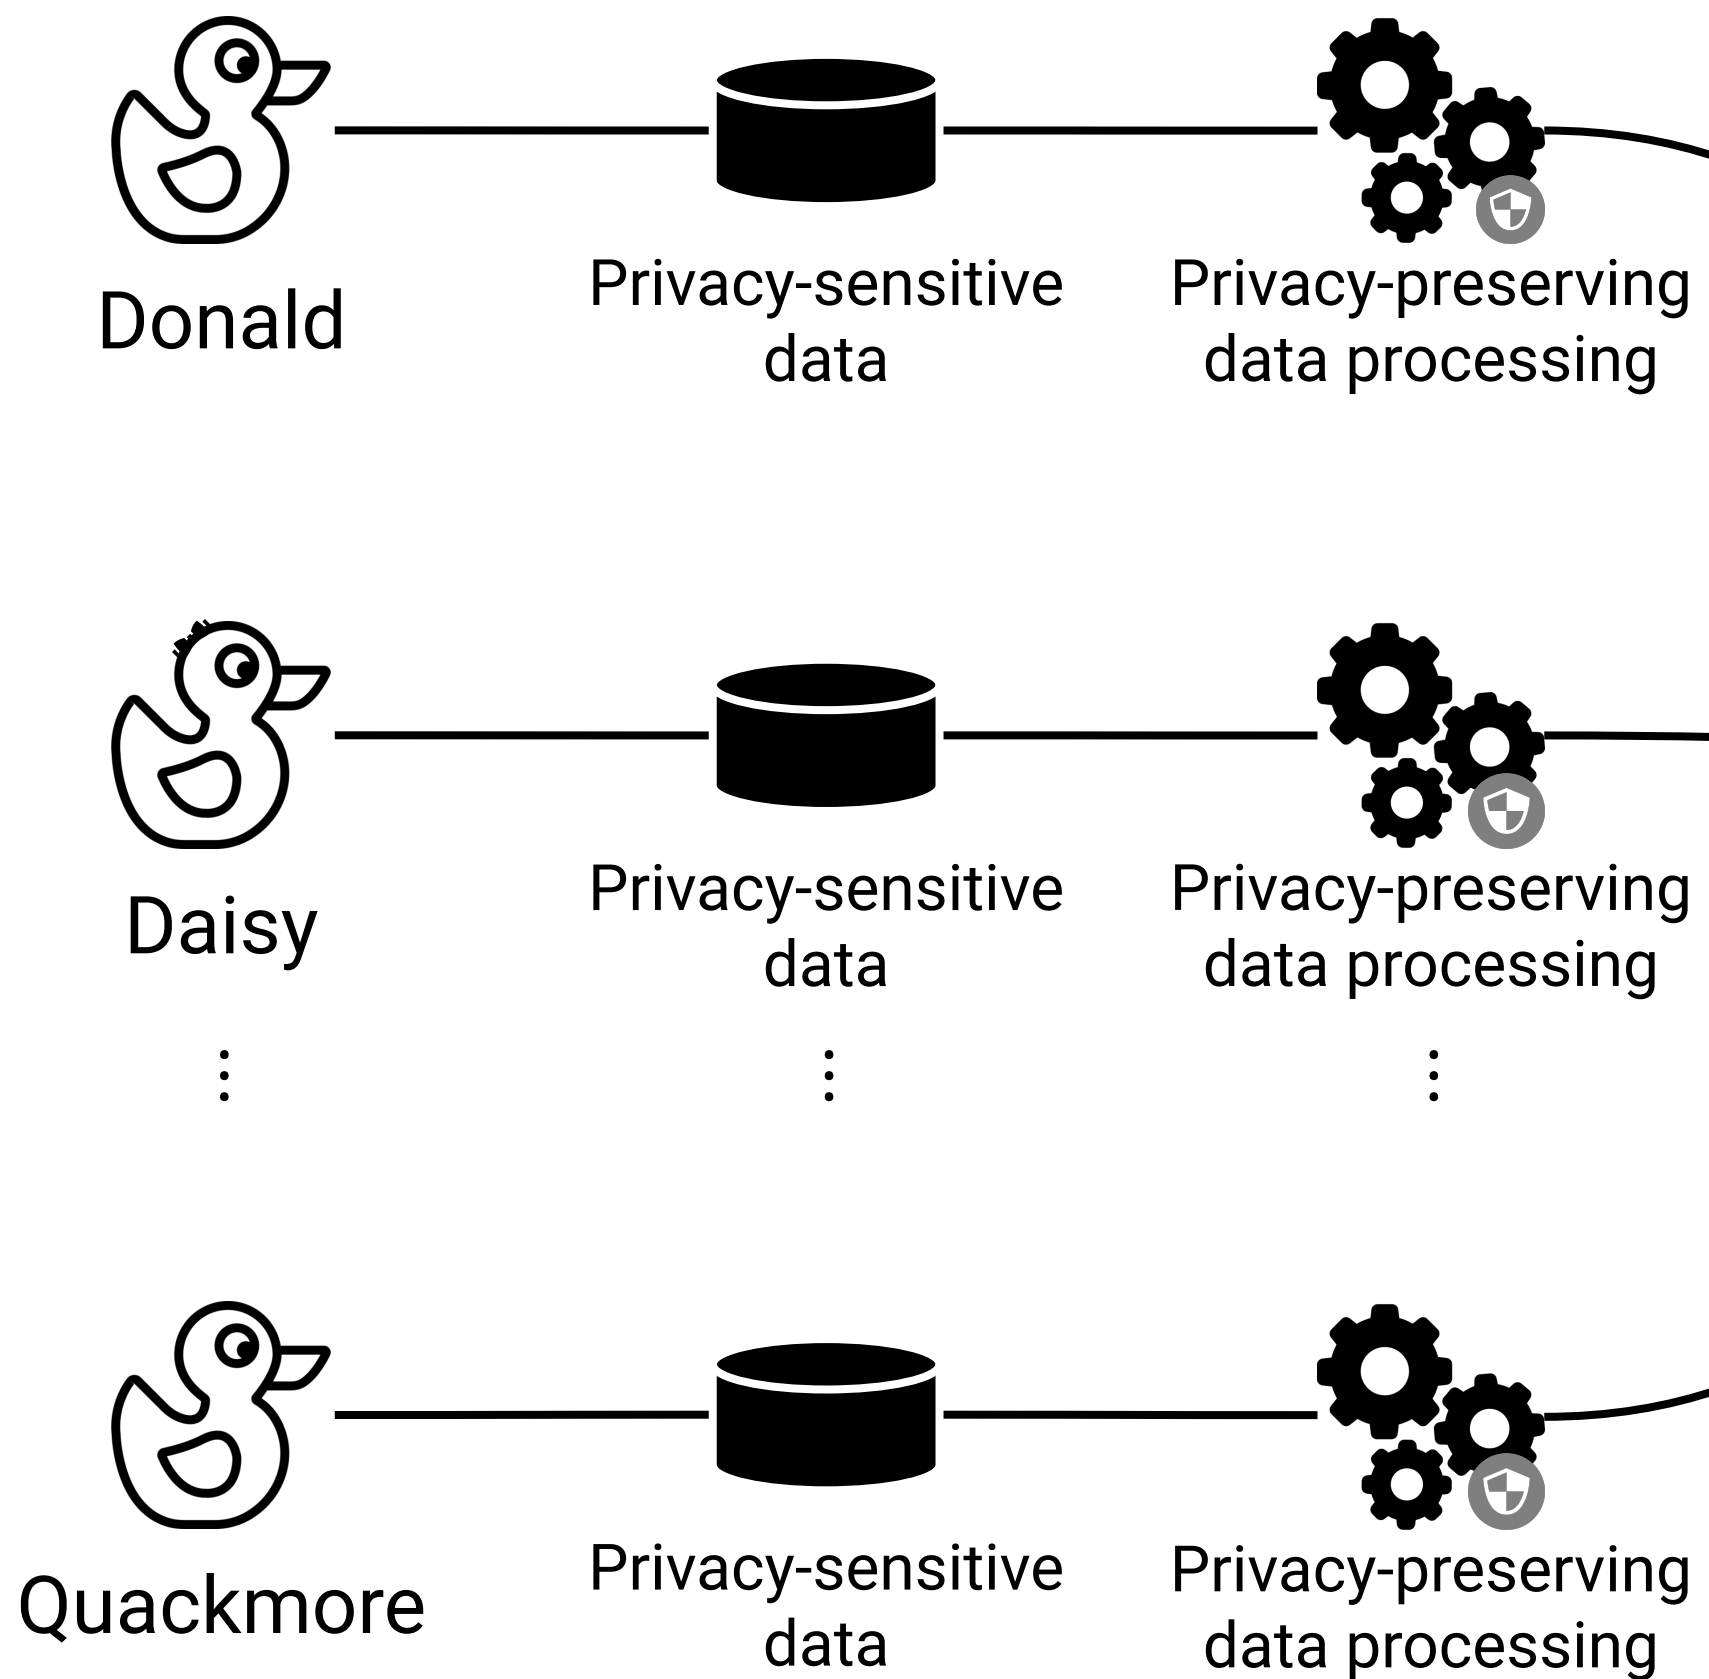 Donald
Privacy-sensitive
data
Privacy-preserving
data processing
Daisy
Privacy-sensitive
data
Privacy-preserving
data processing
Quackmore
Privacy-sensitive
data
Privacy-preserving
data processing